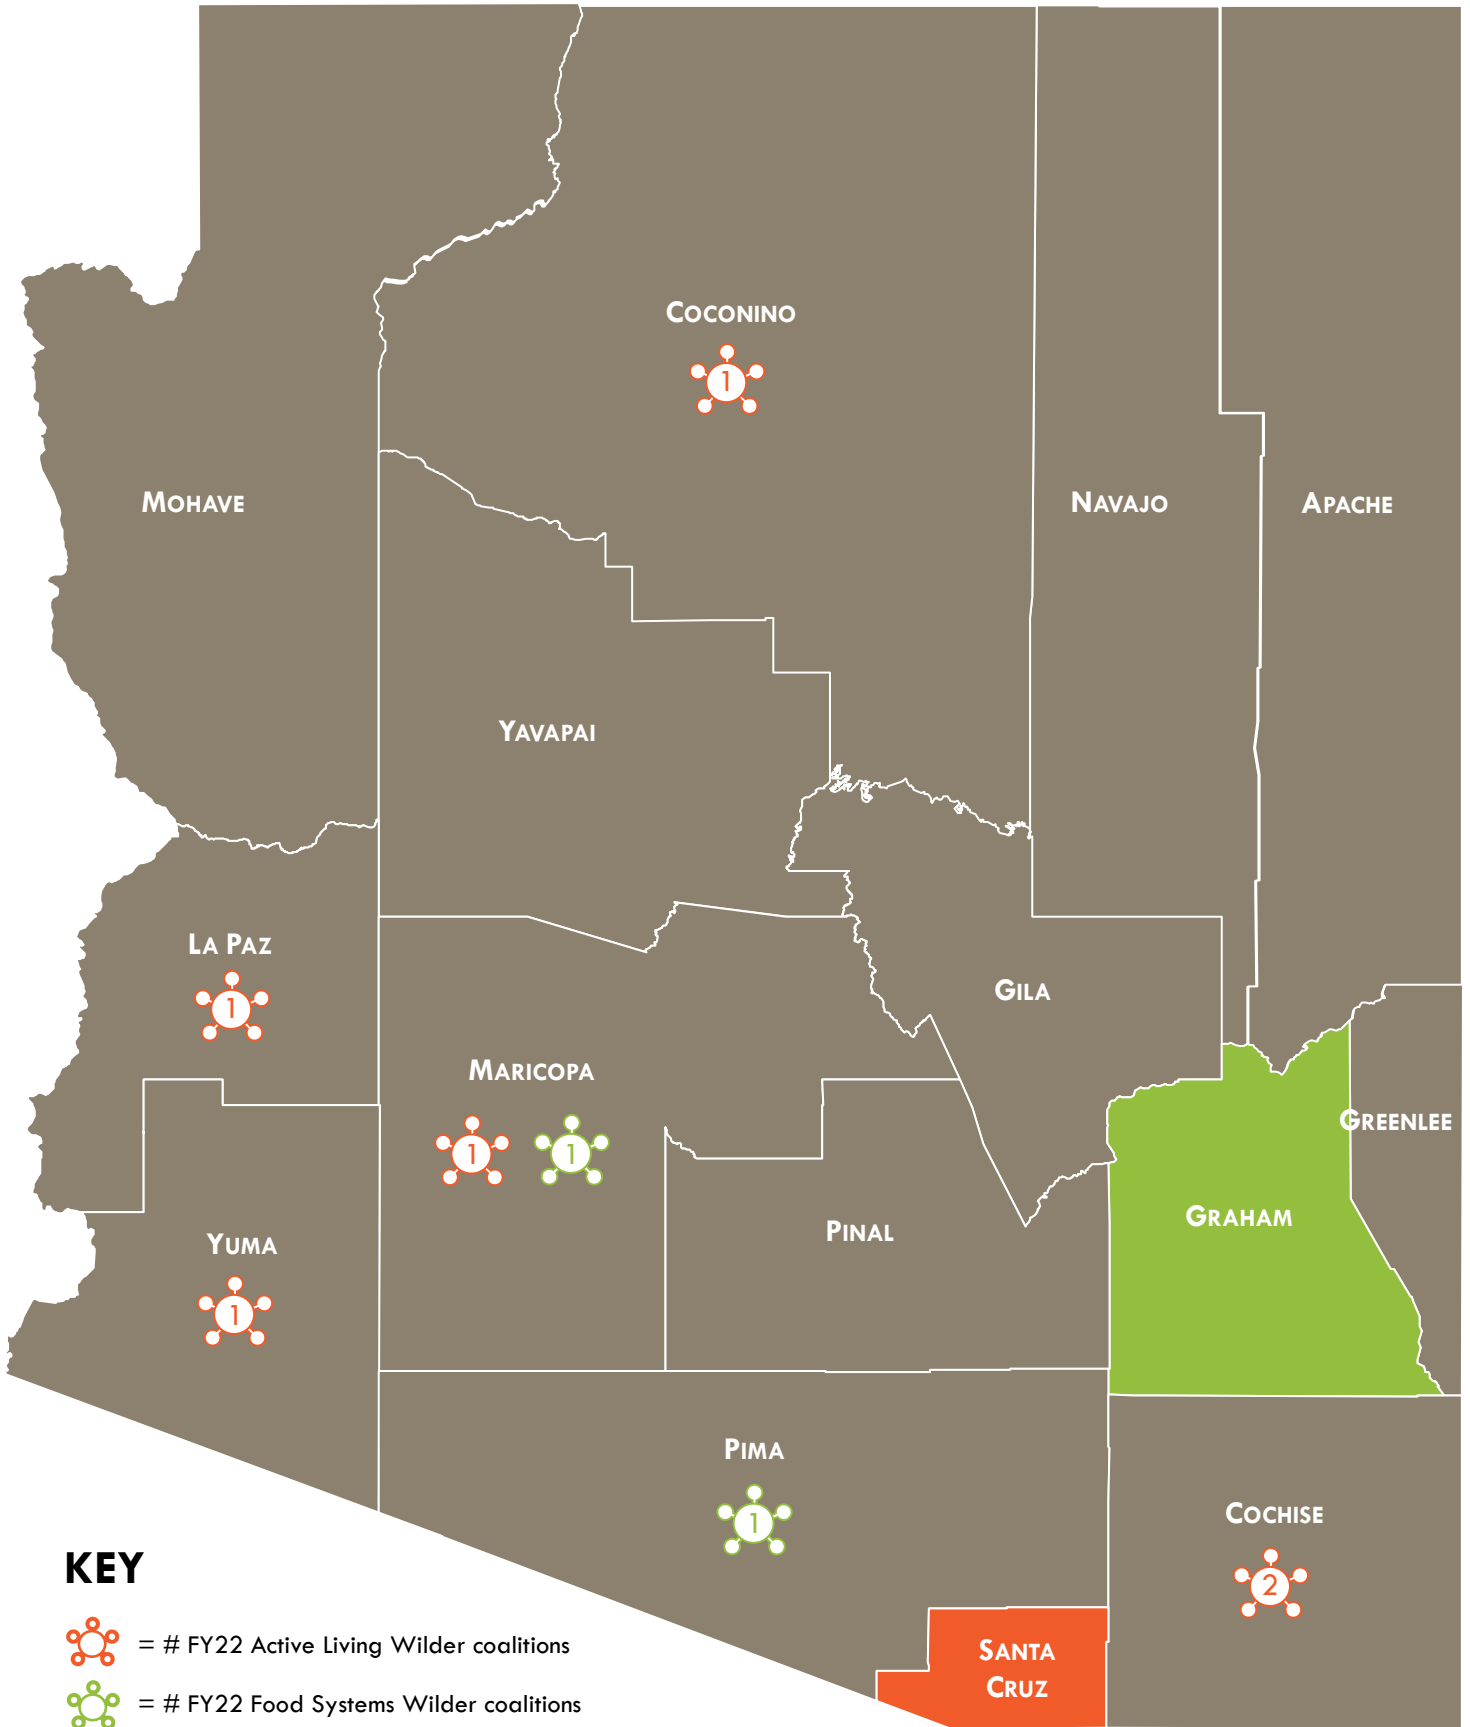 COCONINO
1
MOHAVE
NAVAJO
APACHE
YAVAPAI
LA PAZ
1
GILA
MARICOPA
1 1
GREENLEE
GRAHAM
PINAL
YUMA
1
PIMA
1
COCHISE
2
SANTA
CRUZ
KEY
= # FY22 Active Living Wilder coalitions
= # FY22 Food Systems Wilder coalitions